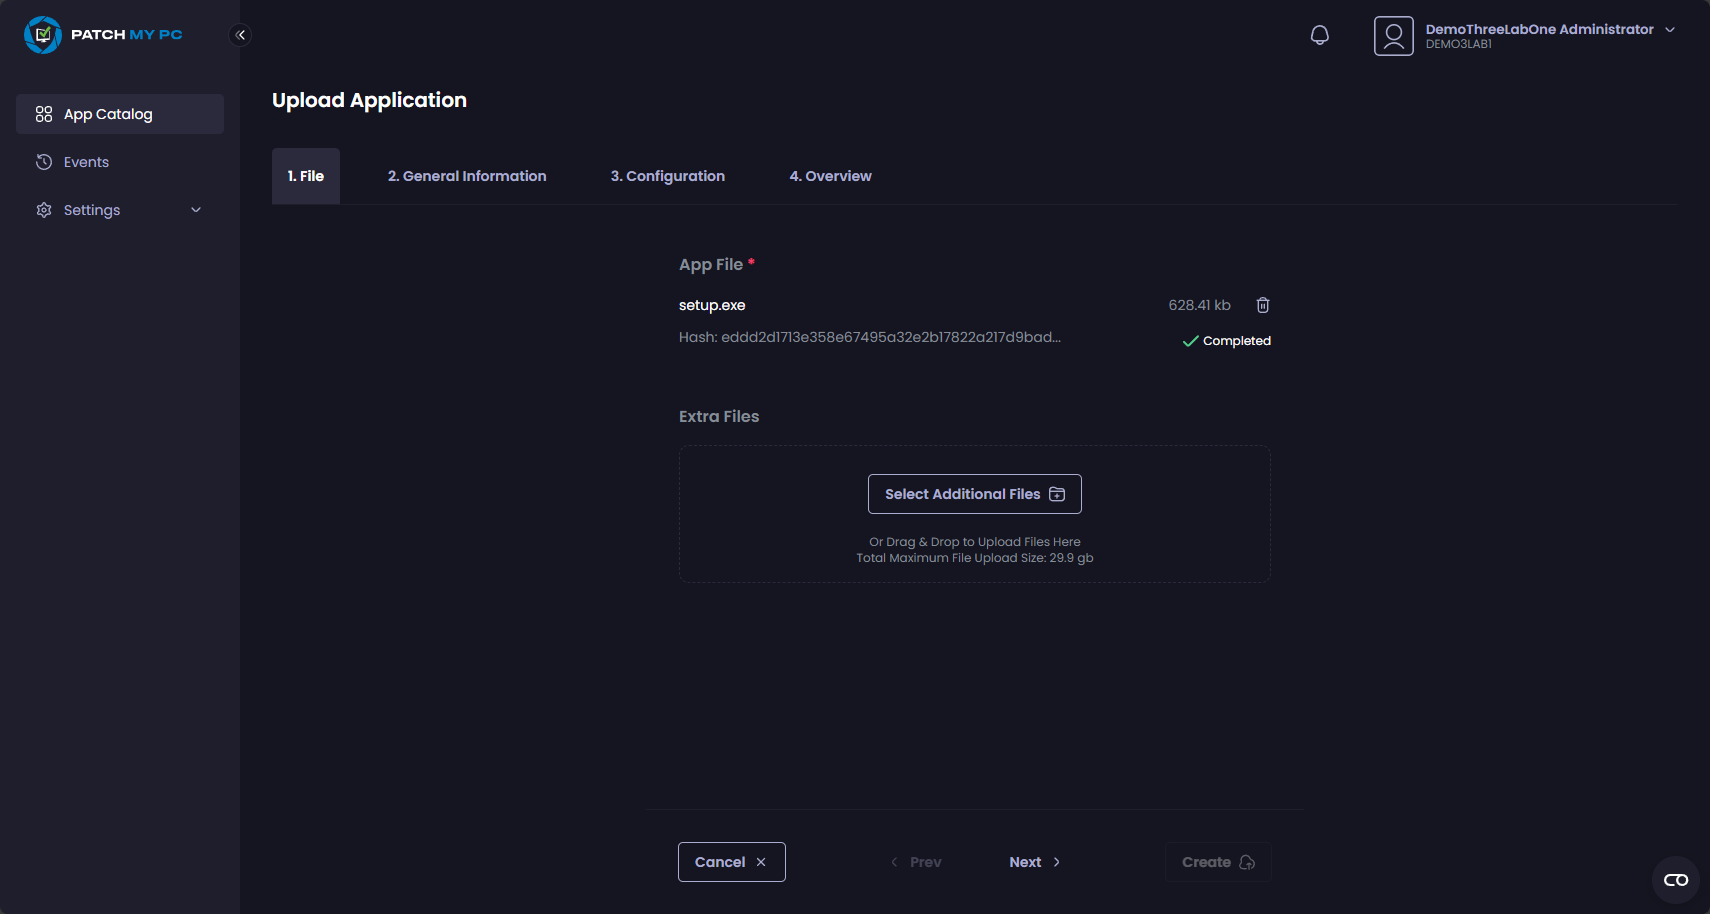 PATCH MY PC
DemoThreeLabOne Administrator
DEMO3LAB1
App Catalog
Events
Settings
Upload Application
1. File
2. General Information
3. Configuration
4. Overview
App File *
setup.exe
628.41 kb
Hash: eddd2d1713e358e67495a32e2b17822a217d9bad...
Completed
Extra Files
Select Additional Files
Or Drag & Drop to Upload Files Here
Total Maximum File Upload Size: 29.9 gb
Cancel
Prev
Next
Create